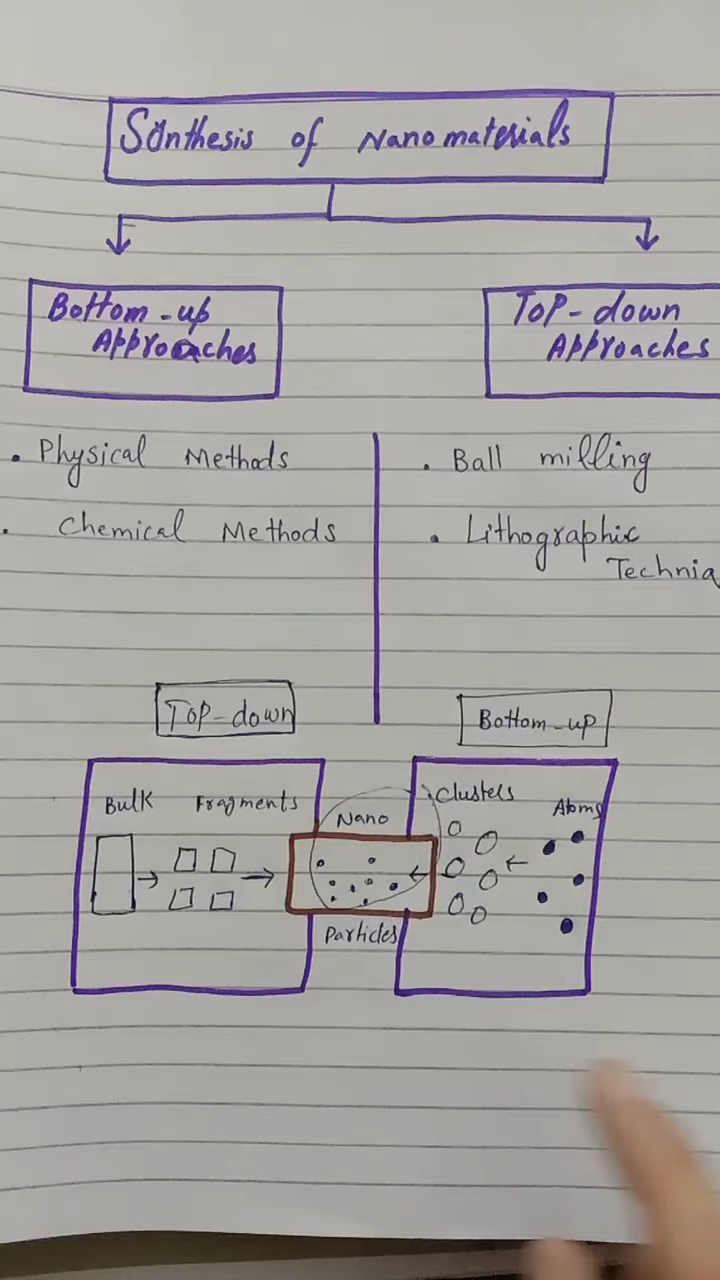 Synthesis of Nanomaterials
Bottom-up
Approaches
Top-down
Approaches
• Physical Methods
• Chemical Methods
• Ball milling
• Lithographic
Techniq
Top-down
Bottom-up
Bulk Fragments
Nano
Particles
Clusters
Atoms